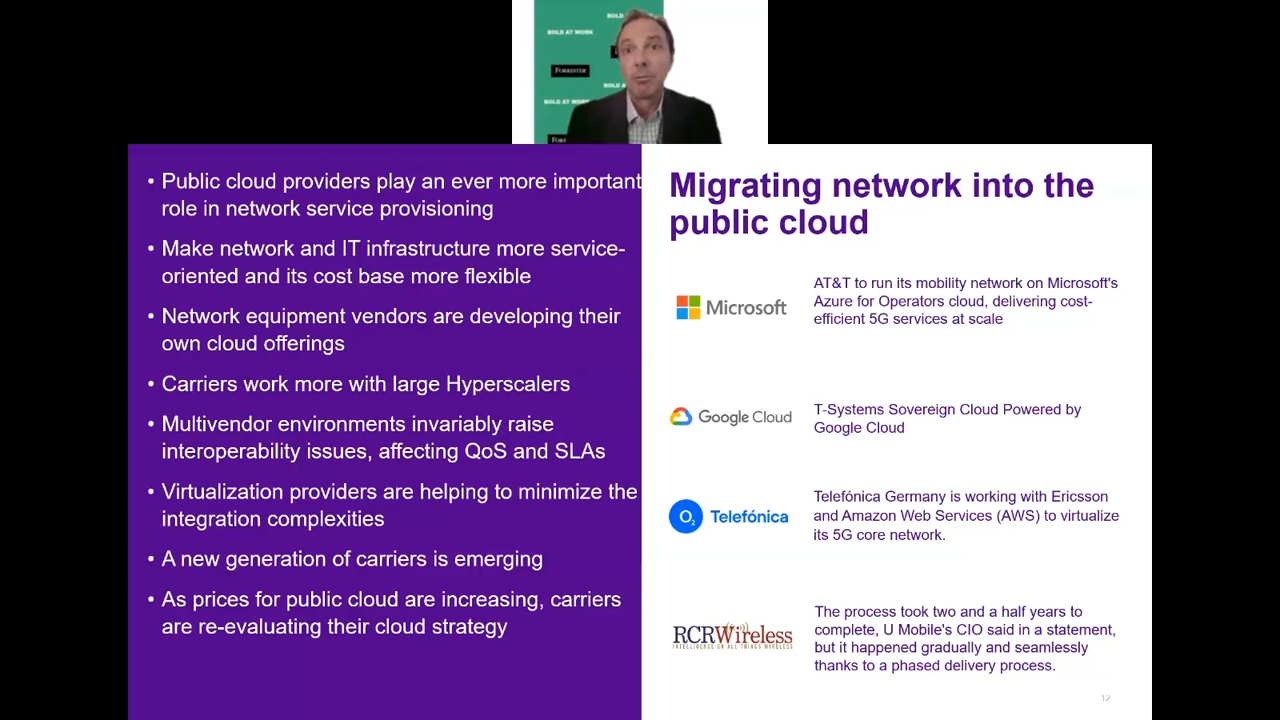 BOLD AT WORK
FORRESTER
BOLD AT WORK
• Public cloud providers play an ever more important
role in network service provisioning
• Make network and IT infrastructure more service-
oriented and its cost base more flexible
• Network equipment vendors are developing their
own cloud offerings
• Carriers work more with large Hyperscalers
• Multivendor environments invariably raise
interoperability issues, affecting QoS and SLAs
• Virtualization providers are helping to minimize the
integration complexities
• A new generation of carriers is emerging
• As prices for public cloud are increasing, carriers
are re-evaluating their cloud strategy
Migrating network into the
public cloud
Microsoft
AT&T to run its mobility network on Microsoft's
Azure for Operators cloud, delivering cost-
efficient 5G services at scale
Google Cloud
T-Systems Sovereign Cloud Powered by
Google Cloud
O2 Telefónica
Telefónica Germany is working with Ericsson
and Amazon Web Services (AWS) to virtualize
its 5G core network.
RCRWireless
INTELLIGENCE ON ALL THINGS WIRELESS
The process took two and a half years to
complete, U Mobile's CIO said in a statement,
but it happened gradually and seamlessly
thanks to a phased delivery process.
12